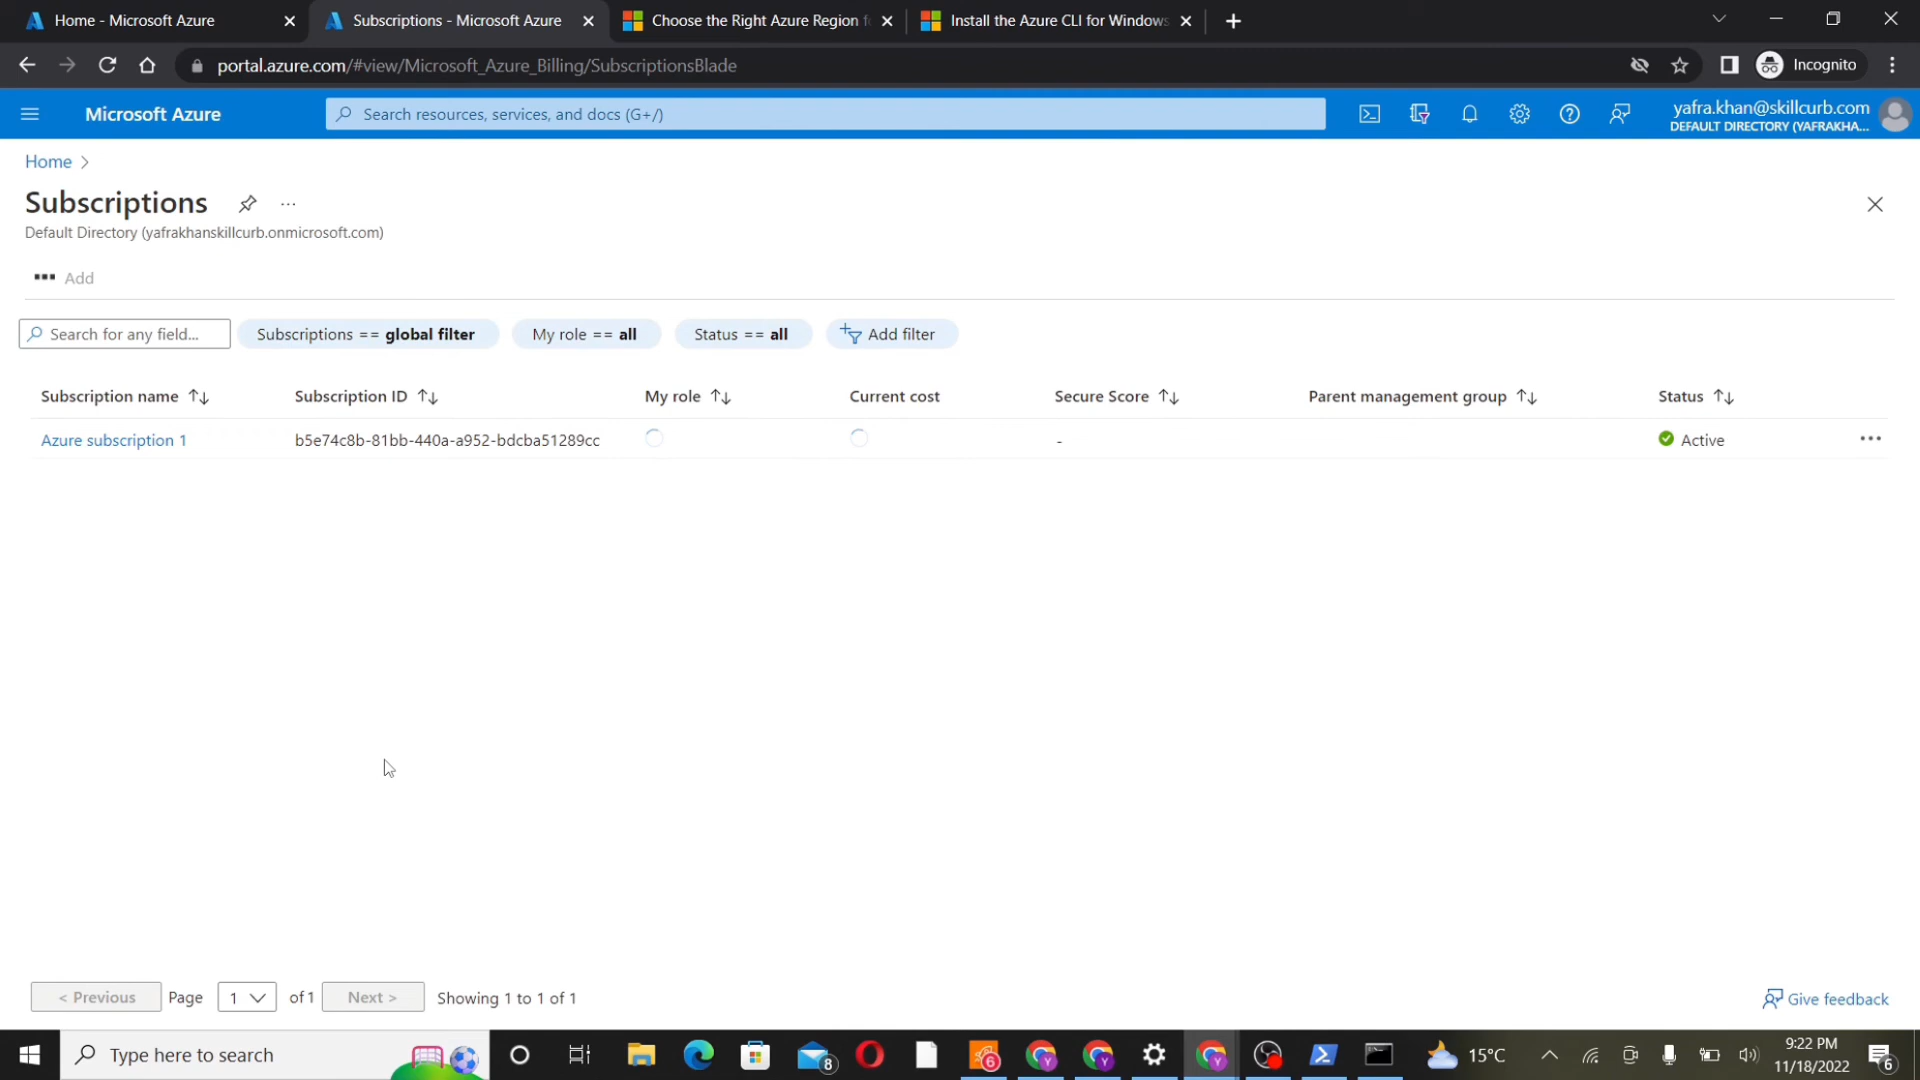 Home - Microsoft Azure
Subscriptions - Microsoft Azure
Choose the Right Azure Region f
Install the Azure CLI for Windows
portal.azure.com/#view/Microsoft_Azure_Billing/SubscriptionsBlade
Incognito
Microsoft Azure
Search resources, services, and docs (G+/)
yafra.khan@skillcurb.com
DEFAULT DIRECTORY (YAFRAKHA...
Home >
Subscriptions
Default Directory (yafrakhanskillcurb.onmicrosoft.com)
Add
Search for any field...
Subscriptions == global filter
My role == all
Status == all
Add filter
Subscription name
Subscription ID
My role
Current cost
Secure Score
Parent management group
Status
Azure subscription 1
b5e74c8b-81bb-440a-a952-bdcba51289cc
-
Active
< Previous
Page
1
of 1
Next >
Showing 1 to 1 of 1
Give feedback
Type here to search
8
6
Y
Y
Y
15°C
9:22 PM
11/18/2022
6